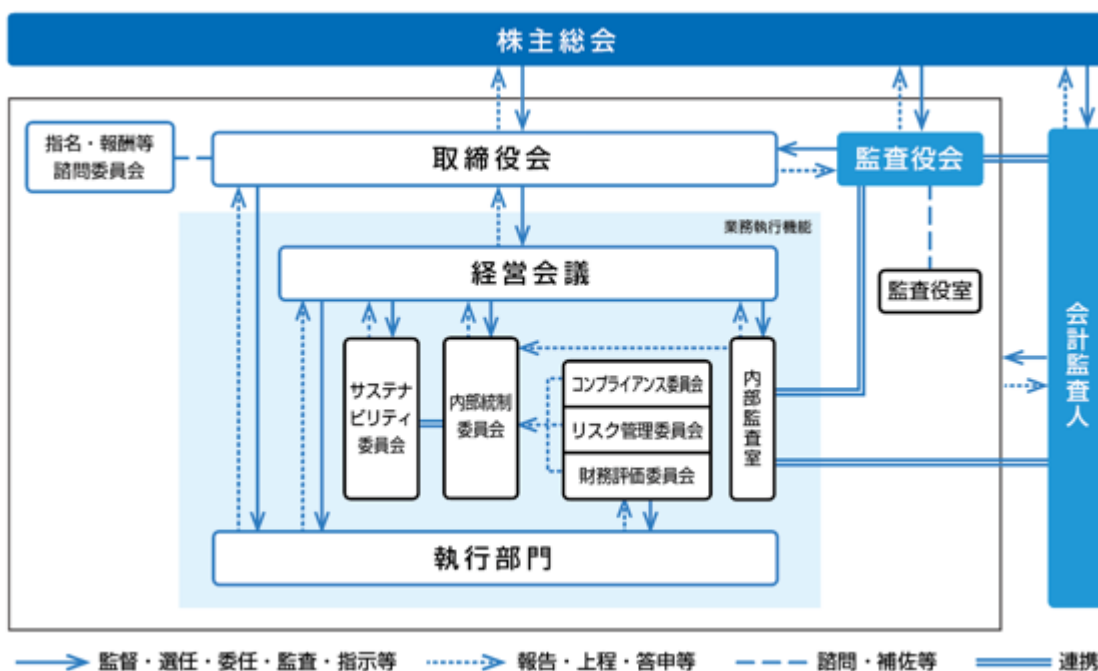 株主総会
指名・報酬等
諮問委員会
取締役会
監査役会
業務執行機能
経営会議
監査役室
サステナ
ビリティ
委員会
内部統制
委員会
コンプライアンス委員会
リスク管理委員会
財務評価委員会
内部監査室
会計監査人
執行部門
監督・選任・委任・監査・指示等
報告・上程・答申等
諮問・補佐等
連携